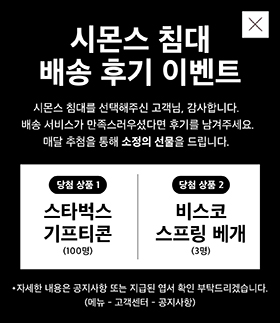 시몬스 침대
배송 후기 이벤트
시몬스 침대를 선택해주신 고객님, 감사합니다.
배송 서비스가 만족스러우셨다면 후기를 남겨주세요.
매달 추첨을 통해 소정의 선물을 드립니다.
당첨 상품 1
스타벅스
기프티콘
(100명)
당첨 상품 2
비스코
스프링 베개
(3명)
•자세한 내용은 공지사항 또는 지급된 엽서 확인 부탁드리겠습니다.
(메뉴 - 고객센터 - 공지사항)